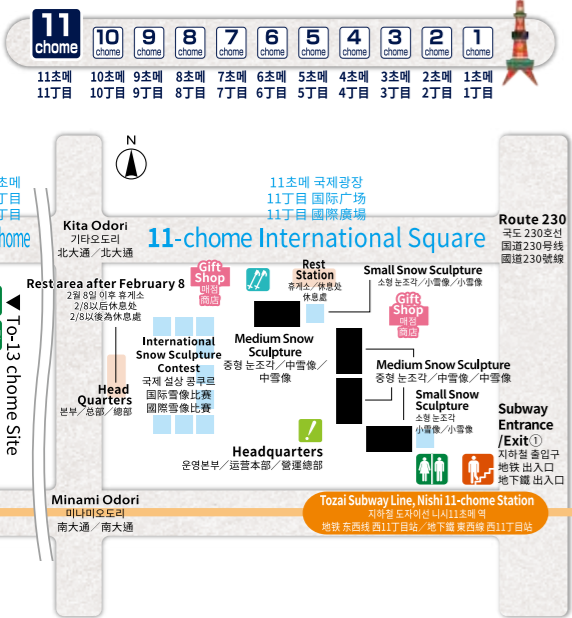 11
chome
10
chome
9
chome
8
chome
7
chome
6
chome
5
chome
4
chome
3
chome
2
chome
1
chome
11초메 10초메 9초메 8초메 7초메 6초메 5초메 4초메 3초메 2초메 1초메
11丁目 10丁目 9丁目 8丁目 7丁目 6丁目 5丁目 4丁目 3丁目 2丁目 1丁目
N
초메
丁目
丁目
home
11초메 국제광장
11丁目 国际广场
11丁目 國際廣場
11-chome International Square
Kita Odori
기타오도리
北大通／北大通
Route 230
국도 230호선
国道230号线
國道230號線
Rest area after February 8
2월 8일 이후 휴게소
2/8以后休息处
2/8以後為休息處
Gift
Shop
매점
商店
Rest
Station
휴게소／休息处
休息處
Small Snow Sculpture
소형 눈조각／小雪像／小雪像
Gift
Shop
매점
商店
To-13 chome Site
International
Snow Sculpture
Contest
국제 설상 콩쿠르
国际雪像比赛
國際雪像比賽
Medium Snow
Sculpture
중형 눈조각／中雪像／
中雪像
Medium Snow Sculpture
중형 눈조각／中雪像／中雪像
Head
Quarters
본부／总部／總部
Small Snow
Sculpture
소형 눈조각
小雪像／小雪像
Headquarters
운영본부／运营本部／營運總部
Subway
Entrance
/Exit①
지하철 출입구
地铁 出入口
地下鐵 出入口
Minami Odori
미나미오도리
南大通／南大通
Tozai Subway Line, Nishi 11-chome Station
지하철 도자이선 니시11초메 역
地铁 东西线 西11丁目站／地下鐵 東西線 西11丁目站